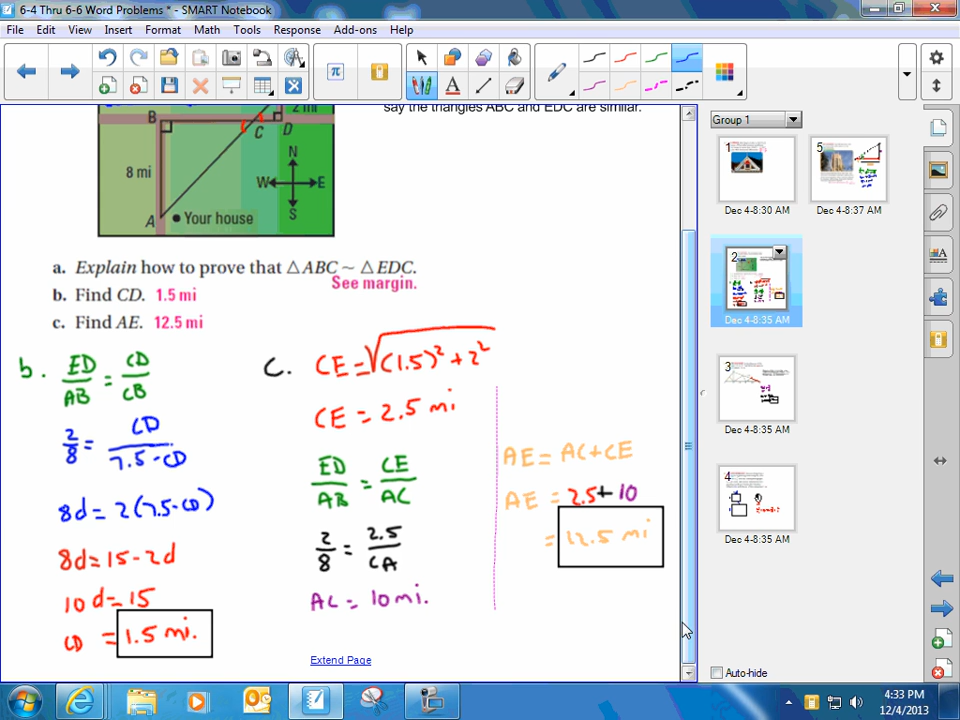 6-4 Thru 6-6 Word Problems * - SMART Notebook
File Edit View Insert Format Math Tools Response Add-ons Help
say the triangles ABC and EDC are similar.
2 mi
B
C D
8 mi
N
W E
S
A
Your house
a. Explain how to prove that △ABC ~ △EDC.
See margin.
b. Find CD. 1.5 mi
c. Find AE. 12.5 mi
b. ED/AB = CD/CB
2/8 = CD/7.5-CD
8d = 2(7.5-CD)
8d = 15 - 2d
10d = 15
CD = 1.5 mi.
C. CE = √(1.5)² + 2²
CE = 2.5 mi
ED/AB = CE/AC
2/8 = 2.5/CA
AC = 10 mi.
AE = AC + CE
AE = 2.5 + 10
= 12.5 mi
Extend Page
Group 1
1
Dec 4-8:30 AM
5
Dec 4-8:37 AM
2
Dec 4-8:35 AM
3
Dec 4-8:35 AM
4
Dec 4-8:35 AM
Auto-hide
4:33 PM
12/4/2013